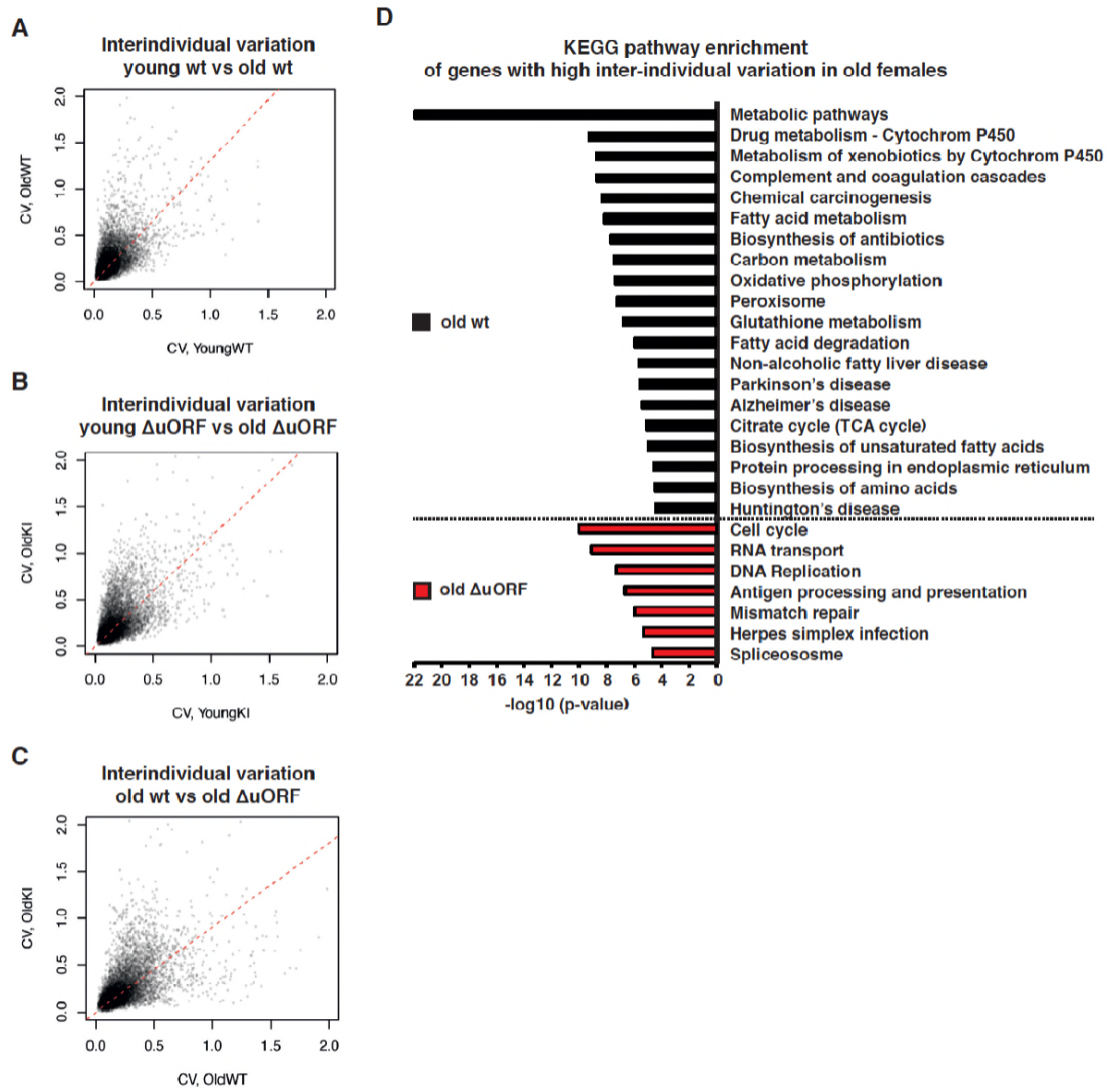 A
Interindividual variation
young wt vs old wt
2.0
1.5
1.0
0.5
0.0
CV, OldWT
0.0 0.5 1.0 1.5 2.0
CV, YoungWT
B
Interindividual variation
young ΔuORF vs old ΔuORF
2.0
1.5
1.0
0.5
0.0
CV, OldKI
0.0 0.5 1.0 1.5 2.0
CV, YoungKI
C
Interindividual variation
old wt vs old ΔuORF
2.0
1.5
1.0
0.5
0.0
CV, OldKI
0.0 0.5 1.0 1.5 2.0
CV, OldWT
D
KEGG pathway enrichment
of genes with high inter-individual variation in old females
Metabolic pathways
Drug metabolism - Cytochrom P450
Metabolism of xenobiotics by Cytochrom P450
Complement and coagulation cascades
Chemical carcinogenesis
Fatty acid metabolism
Biosynthesis of antibiotics
Carbon metabolism
Oxidative phosphorylation
Peroxisome
Glutathione metabolism
Fatty acid degradation
Non-alcoholic fatty liver disease
Parkinson's disease
Alzheimer's disease
Citrate cycle (TCA cycle)
Biosynthesis of unsaturated fatty acids
Protein processing in endoplasmic reticulum
Biosynthesis of amino acids
Huntington's disease
old wt
Cell cycle
RNA transport
DNA Replication
Antigen processing and presentation
Mismatch repair
Herpes simplex infection
Spliceososme
old ΔuORF
22 20 18 16 14 12 10 8 6 4 2 0
-log10 (p-value)